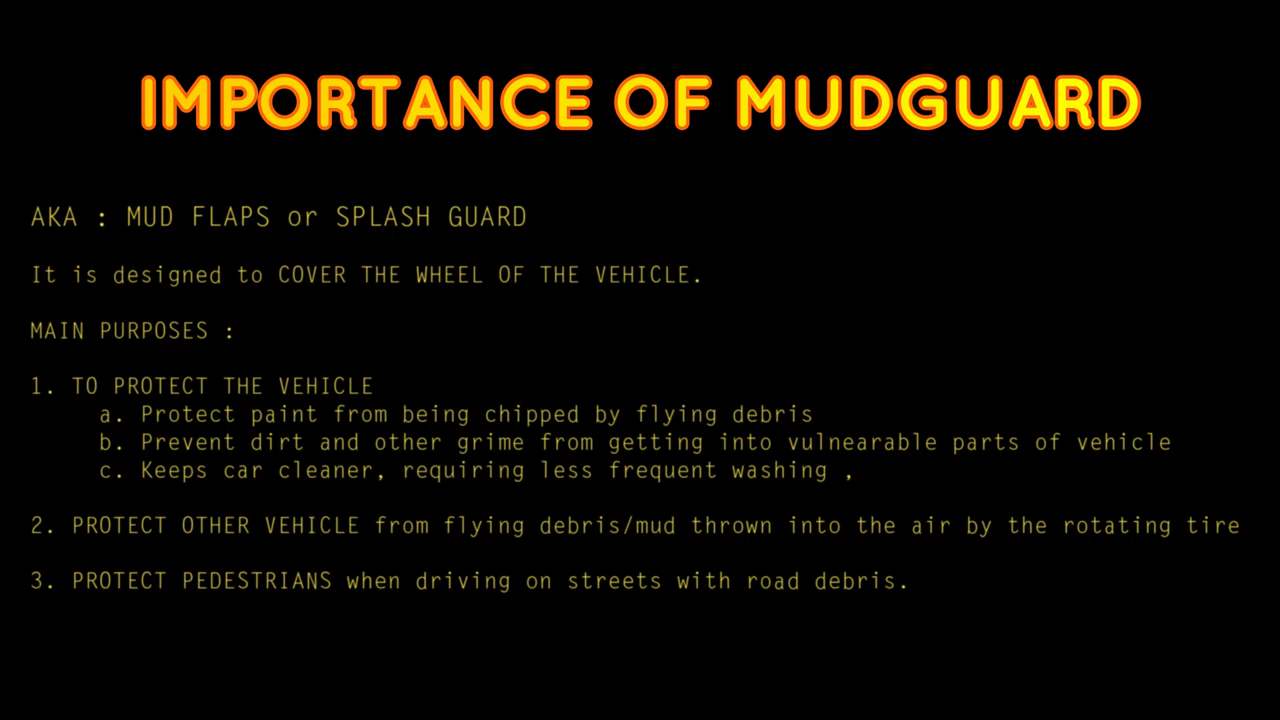 IMPORTANCE OF MUDGUARD
AKA : MUD FLAPS or SPLASH GUARD
It is designed to COVER THE WHEEL OF THE VEHICLE.
MAIN PURPOSES :
1. TO PROTECT THE VEHICLE
a. Protect paint from being chipped by flying debris
b. Prevent dirt and other grime from getting into vulnearable parts of vehicle
c. Keeps car cleaner, requiring less frequent washing ,
2. PROTECT OTHER VEHICLE from flying debris/mud thrown into the air by the rotating tire
3. PROTECT PEDESTRIANS when driving on streets with road debris.